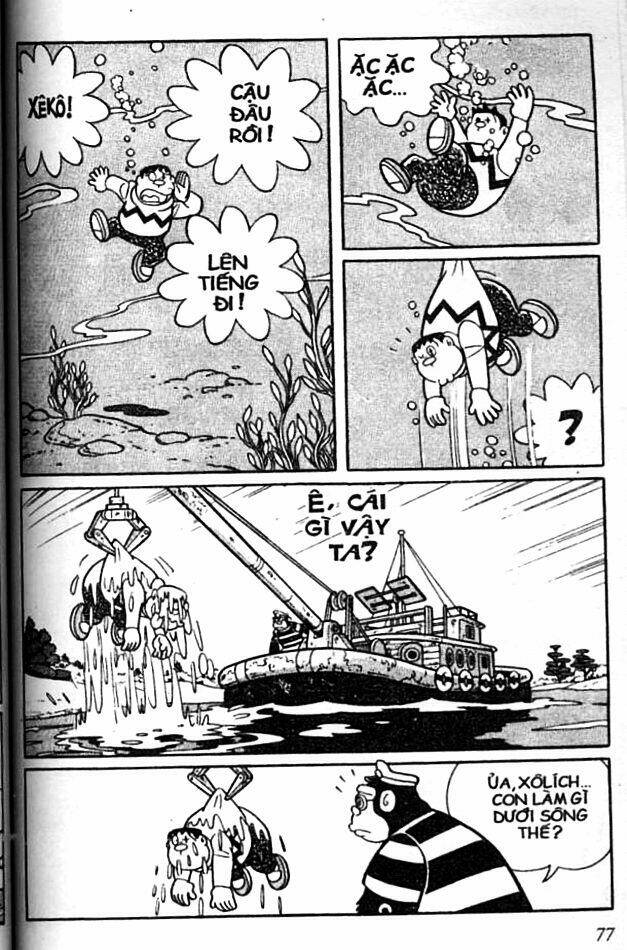 XÊKÔ!
CẬU
ĐÂU
RỒI!
LÊN
TIẾNG
ĐI!
ẶC ẶC
ẶC...
?
Ê, CÁI
GÌ VẬY
TA?
ỦA, XÔLÍCH...
CON LÀM GÌ
DƯỚI SÔNG
THẾ?
77